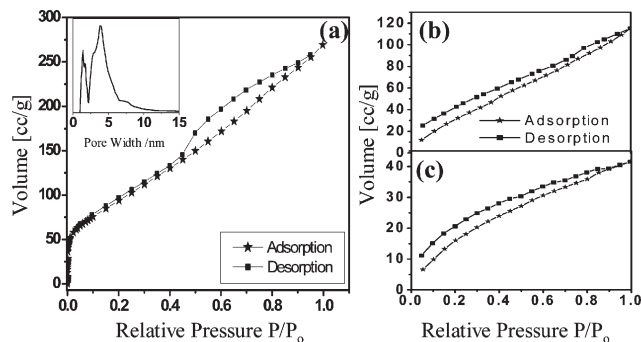 300
250
200
150
100
50
0
Volume [cc/g]
(a)
0 5 10 15
Pore Width /nm
Adsorption
Desorption
0.0 0.2 0.4 0.6 0.8 1.0
Relative Pressure P/Po
(b)
120
100
80
60
40
20
0
Adsorption
Desorption
(c)
40
30
20
10
0
Volume [cc/g]
0.0 0.2 0.4 0.6 0.8 1.0
Relative Pressure P/Po